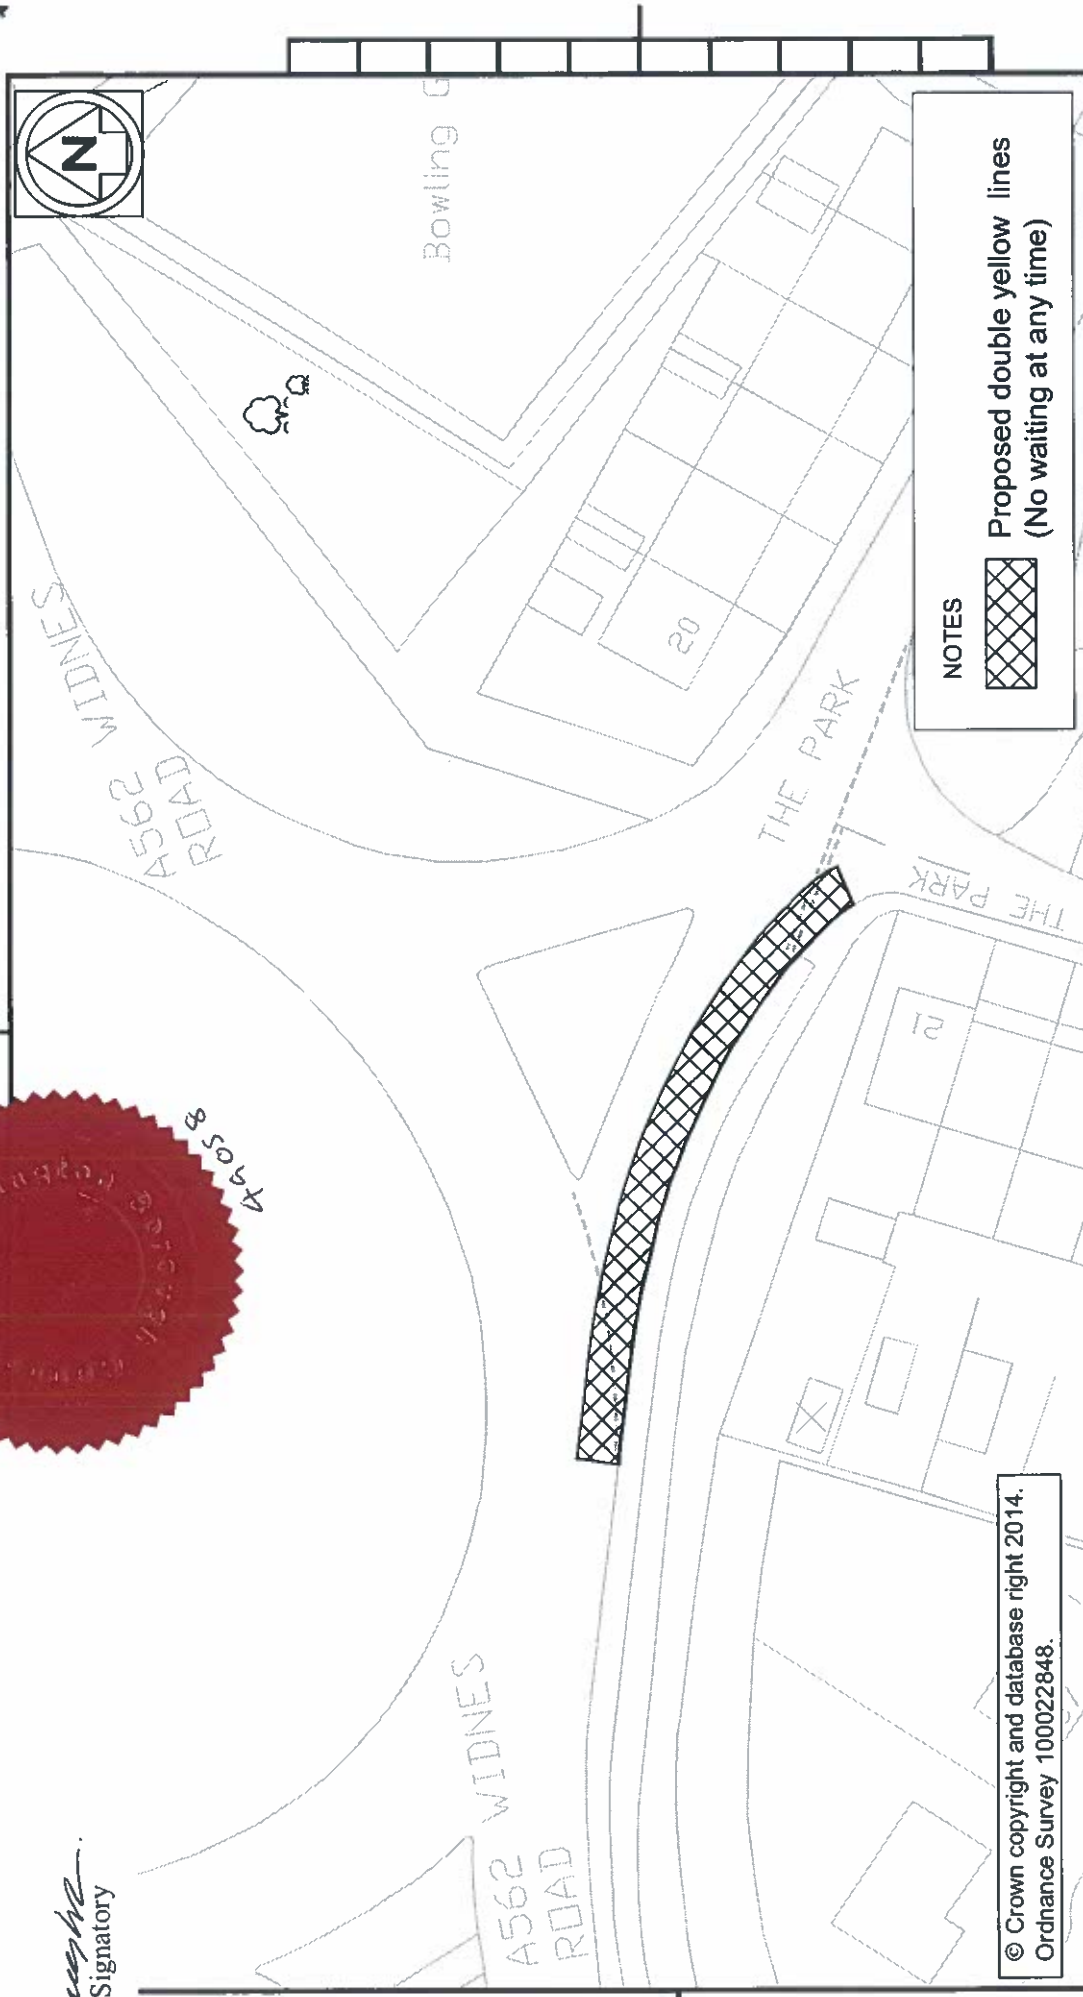 Signatory
49058
N
A562 WIDNES
ROAD
Bowling G
20
THE PARK
THE PARK
21
A562 WIDNES
ROAD
NOTES
Proposed double yellow lines
(No waiting at any time)
© Crown copyright and database right 2014.
Ordnance Survey 100022848.